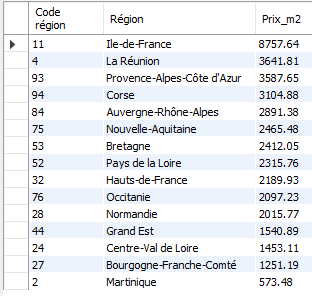 Code région Région Prix_m2
11 Ile-de-France 8757.64
4 La Réunion 3641.81
93 Provence-Alpes-Côte d'Azur 3587.65
94 Corse 3104.88
84 Auvergne-Rhône-Alpes 2891.38
75 Nouvelle-Aquitaine 2465.48
53 Bretagne 2412.05
52 Pays de la Loire 2315.76
32 Hauts-de-France 2189.93
76 Occitanie 2097.23
28 Normandie 2015.77
44 Grand Est 1540.89
24 Centre-Val de Loire 1453.11
27 Bourgogne-Franche-Comté 1251.19
2 Martinique 573.48